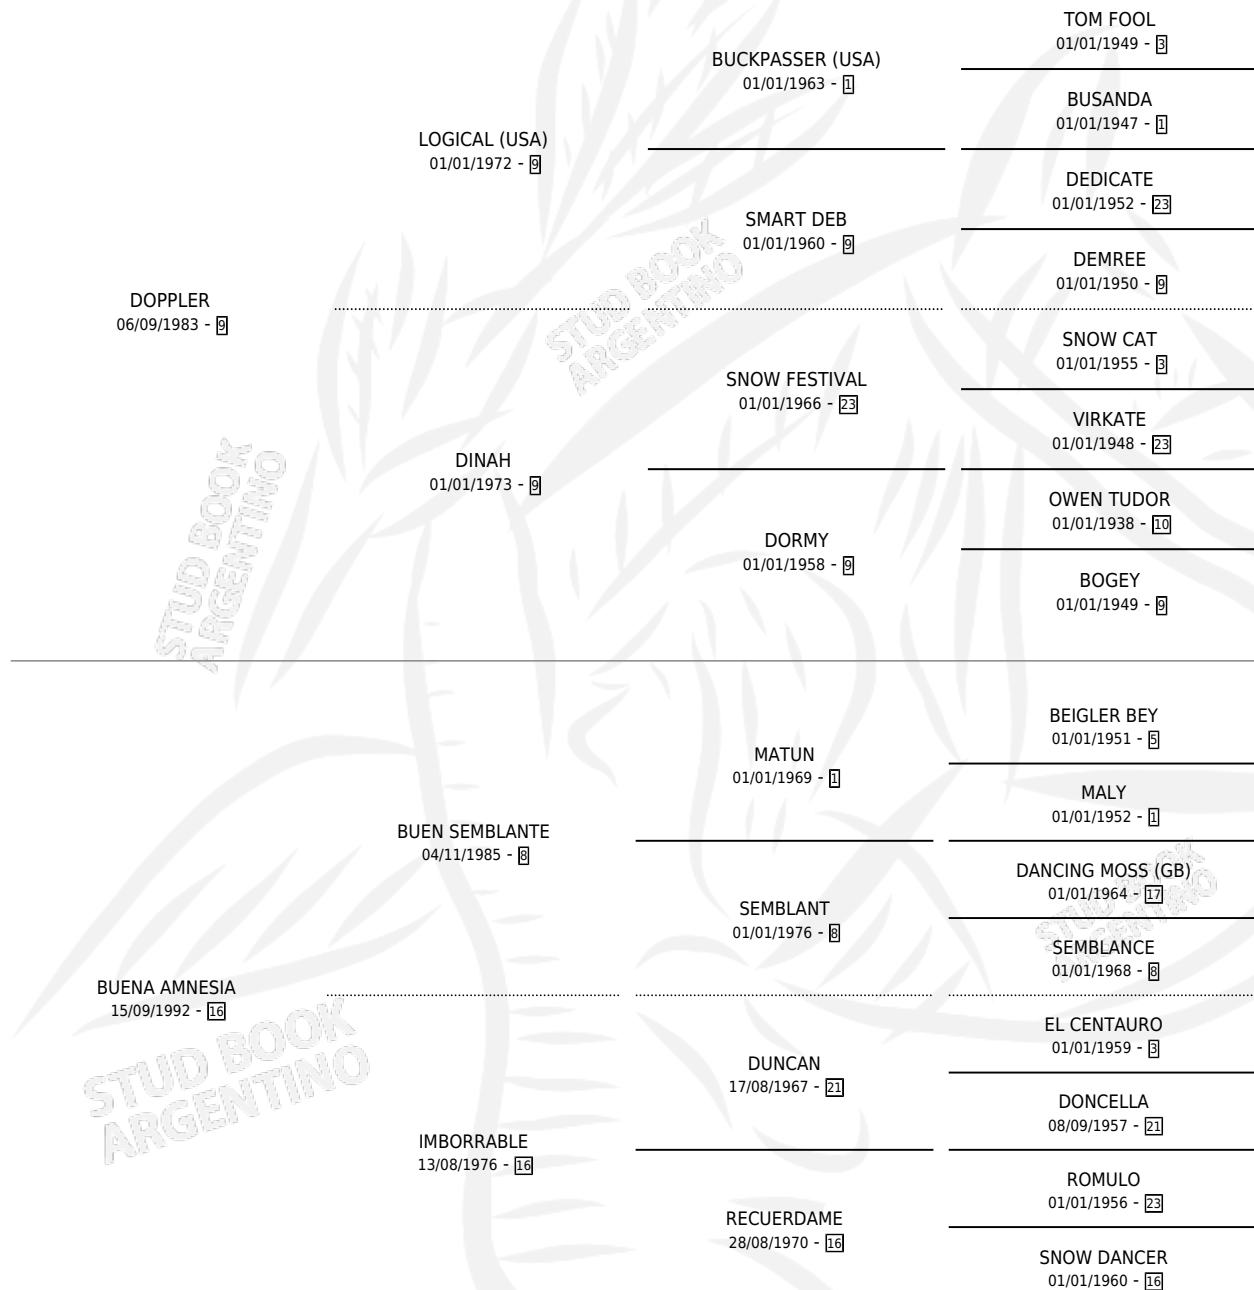 TOM FOOL
01/01/1949 - 3
BUCKPASSER (USA)
01/01/1963 - 1
BUSANDA
01/01/1947 - 1
LOGICAL (USA)
01/01/1972 - 9
DEDICATE
01/01/1952 - 23
SMART DEB
01/01/1960 - 9
DEMREE
01/01/1950 - 9
DOPPLER
06/09/1983 - 9
SNOW CAT
01/01/1955 - 3
SNOW FESTIVAL
01/01/1966 - 23
VIRKATE
01/01/1948 - 23
DINAH
01/01/1973 - 9
OWEN TUDOR
01/01/1938 - 10
DORMY
01/01/1958 - 9
BOGEY
01/01/1949 - 9
STUD BOOK
ARGENTINO
STUD BOOK
ARGENTINO
BEIGLER BEY
01/01/1951 - 5
MATUN
01/01/1969 - 1
MALY
01/01/1952 - 1
BUEN SEMBLANTE
04/11/1985 - 8
DANCING MOSS (GB)
01/01/1964 - 17
SEMBLANT
01/01/1976 - 8
SEMBLANCE
01/01/1968 - 8
STUD BOOK
ARGENTINO
BUENA AMNESIA
15/09/1992 - 16
EL CENTAURO
01/01/1959 - 3
DUNCAN
17/08/1967 - 21
DONCELLA
08/09/1957 - 21
IMBORRABLE
13/08/1976 - 16
ROMULO
01/01/1956 - 23
RECUERDAME
28/08/1970 - 16
SNOW DANCER
01/01/1960 - 16
STUD BOOK
ARGENTINO